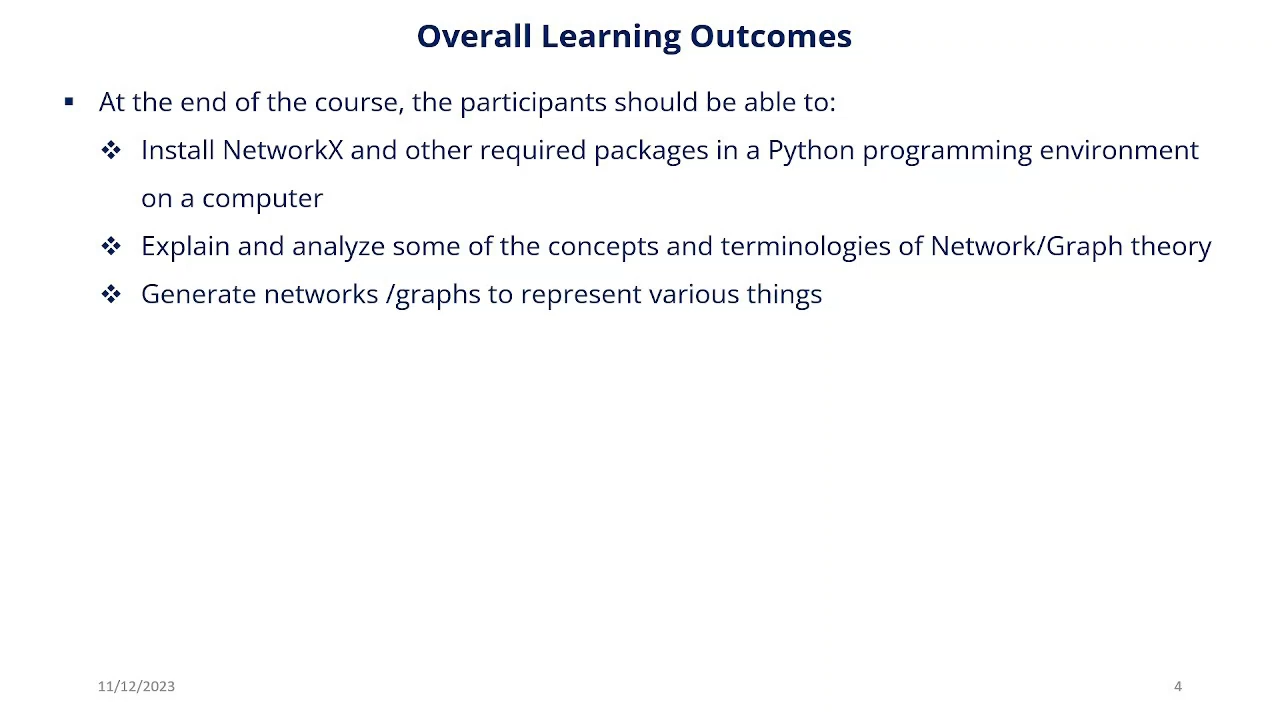 Overall Learning Outcomes
▪ At the end of the course, the participants should be able to:
❖ Install NetworkX and other required packages in a Python programming environment
on a computer
❖ Explain and analyze some of the concepts and terminologies of Network/Graph theory
❖ Generate networks /graphs to represent various things
11/12/2023
4